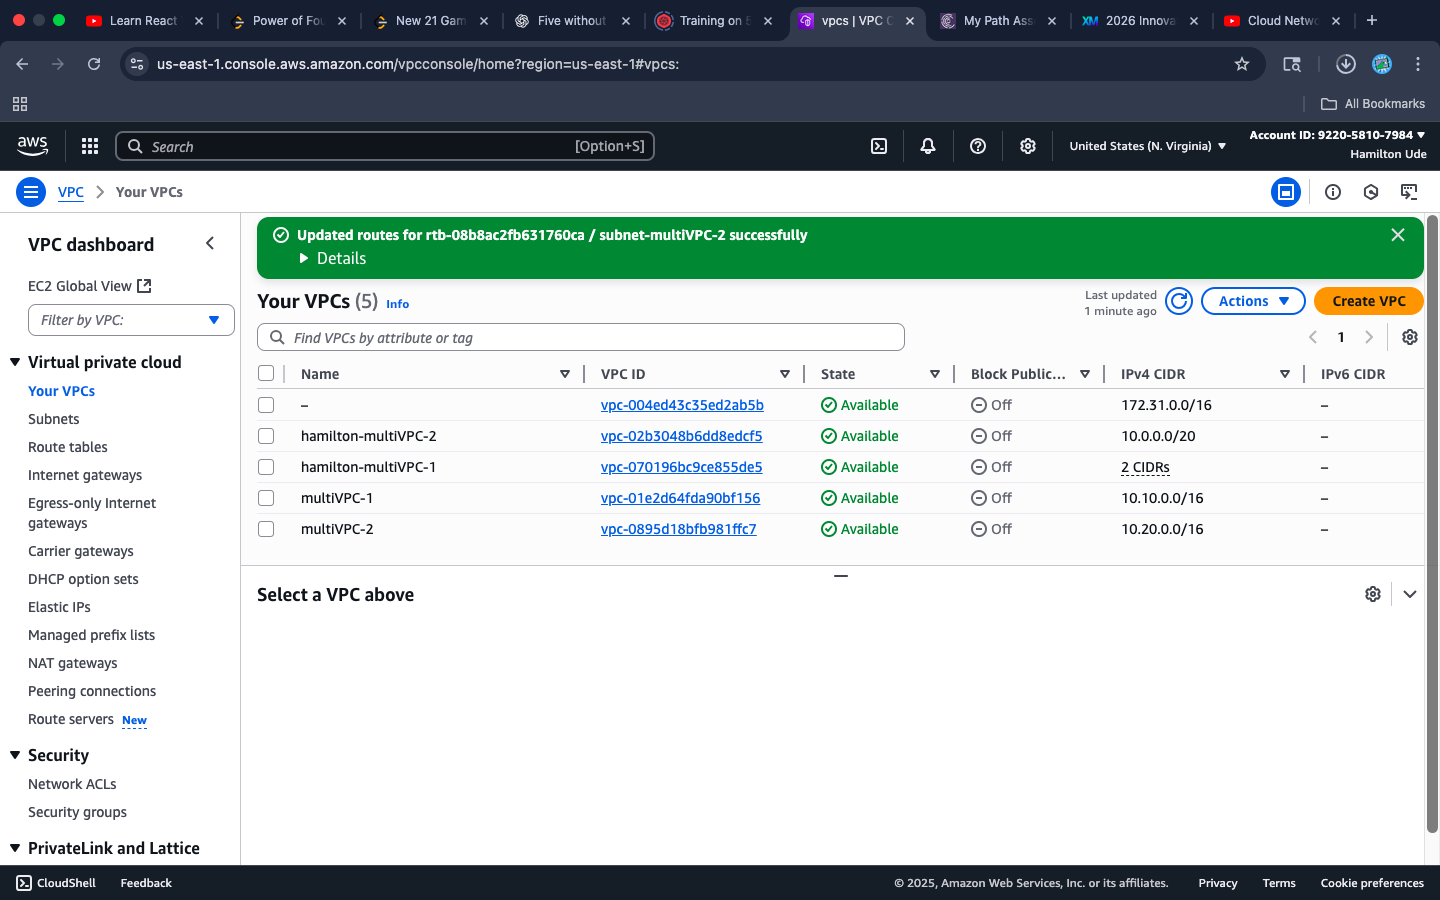 Learn React
Power of Fou
New 21 Gam
Five without
Training on 5
vpcs | VPC C
My Path Ass
XM 2026 Innova
Cloud Netwo
us-east-1.console.aws.amazon.com/vpcconsole/home?region=us-east-1#vpcs:
All Bookmarks
aws
Search [Option+S]
United States (N. Virginia)
Account ID: 9220-5810-7984
Hamilton Ude
VPC > Your VPCs
VPC dashboard
EC2 Global View
Filter by VPC:
Virtual private cloud
Your VPCs
Subnets
Route tables
Internet gateways
Egress-only Internet
gateways
Carrier gateways
DHCP option sets
Elastic IPs
Managed prefix lists
NAT gateways
Peering connections
Route servers New
Security
Network ACLs
Security groups
PrivateLink and Lattice
Updated routes for rtb-08b8ac2fb631760ca / subnet-multiVPC-2 successfully
Details
Your VPCs (5) Info
Last updated
1 minute ago
Actions
Create VPC
Find VPCs by attribute or tag
1
Name VPC ID State Block Public... IPv4 CIDR IPv6 CIDR
– vpc-004ed43c35ed2ab5b Available Off 172.31.0.0/16 –
hamilton-multiVPC-2 vpc-02b3048b6dd8edcf5 Available Off 10.0.0.0/20 –
hamilton-multiVPC-1 vpc-070196bc9ce855de5 Available Off 2 CIDRs –
multiVPC-1 vpc-01e2d64fda90bf156 Available Off 10.10.0.0/16 –
multiVPC-2 vpc-0895d18bfb981ffc7 Available Off 10.20.0.0/16 –
Select a VPC above
CloudShell Feedback © 2025, Amazon Web Services, Inc. or its affiliates. Privacy Terms Cookie preferences